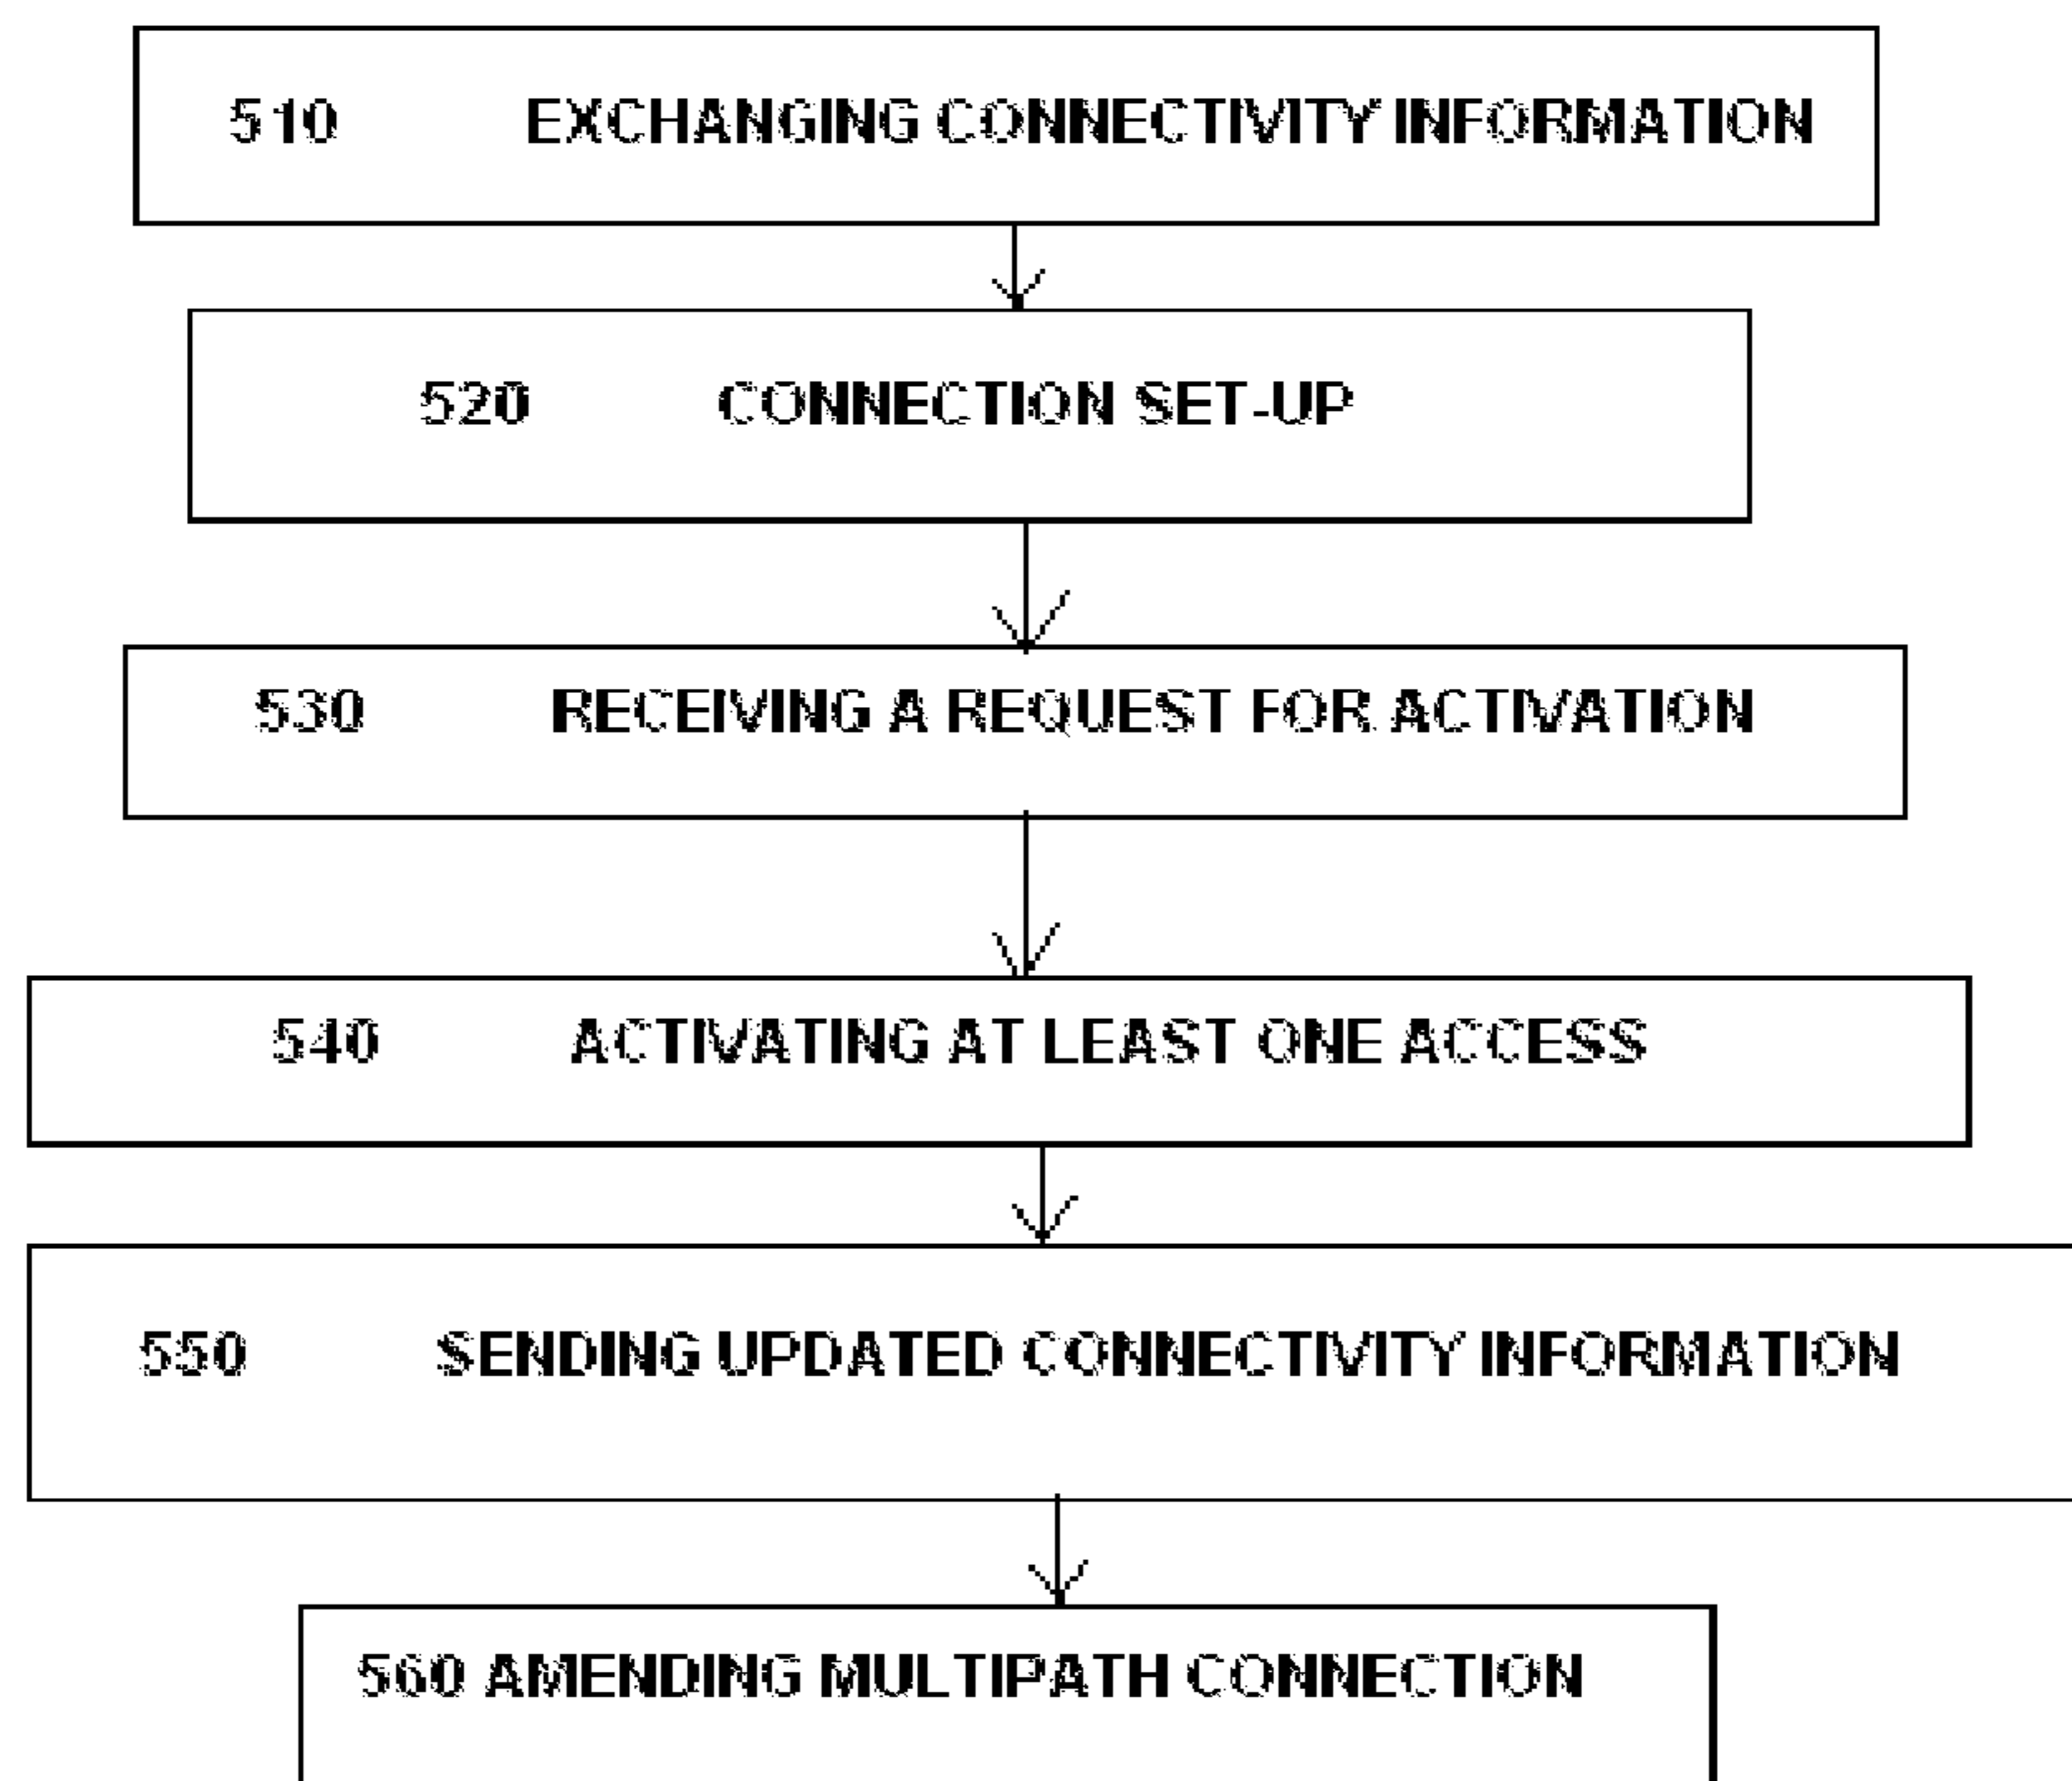 510 EXCHANGING CONNECTIVITY INFORMATION
520 CONNECTION SET-UP
530 RECEIVING A REQUEST FOR ACTIVATION
540 ACTIVATING AT LEAST ONE ACCESS
550 SENDING UPDATED CONNECTIVITY INFORMATION
560 AMENDING MULTIPATH CONNECTION